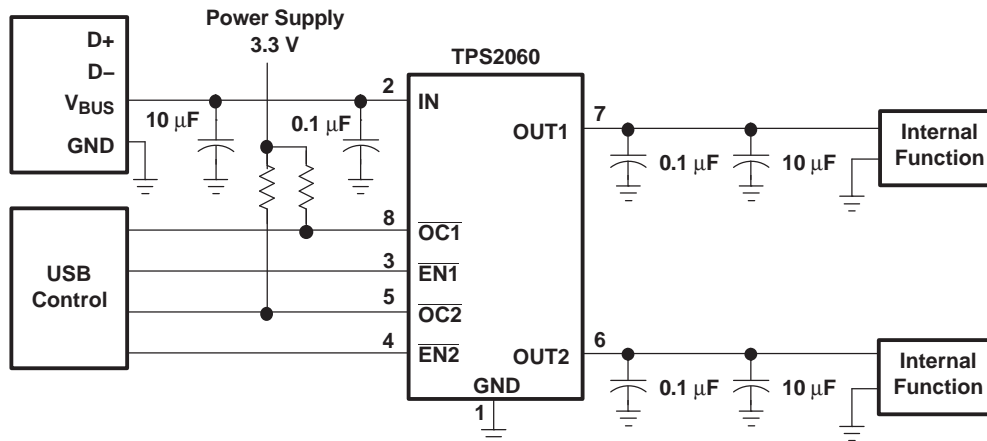 Power Supply
3.3 V
D+
D−
VBUS
GND
10 μF
0.1 μF
TPS2060
2
IN
7
OUT1
0.1 μF
10 μF
Internal
Function
USB
Control
8
OC1
3
EN1
5
OC2
4
EN2
6
OUT2
GND
1
0.1 μF
10 μF
Internal
Function